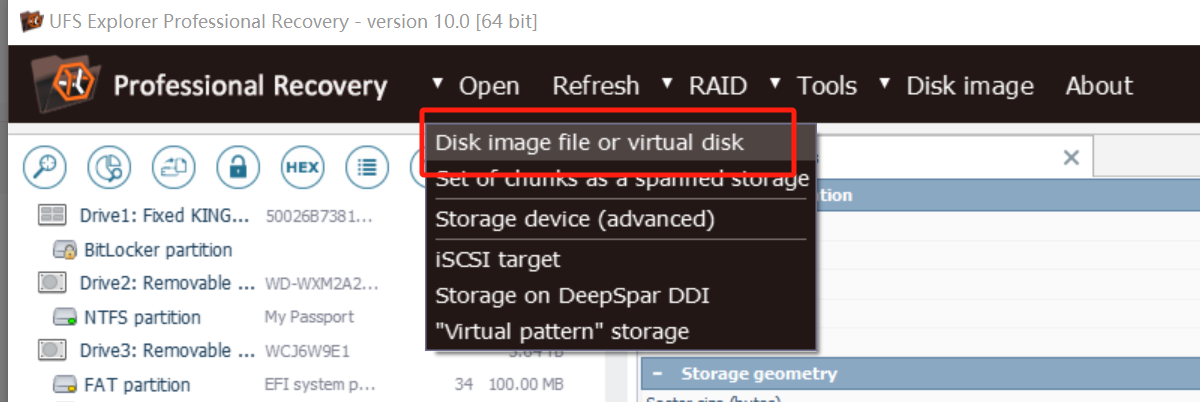 UFS Explorer Professional Recovery - version 10.0 [64 bit]
Professional Recovery ▼ Open Refresh ▼ RAID ▼ Tools ▼ Disk image About
Disk image file or virtual disk
Set of chunks as a spanned storage
Storage device (advanced)
iSCSI target
Storage on DeepSpar DDI
"Virtual pattern" storage
HEX
Drive1: Fixed KING... 50026B7381...
BitLocker partition
Drive2: Removable ... WD-WXM2A2...
NTFS partition My Passport
Drive3: Removable ... WCJ6W9E1
FAT partition EFI system p... 34 100.00 MB
− Storage geometry
Sector size (bytes)